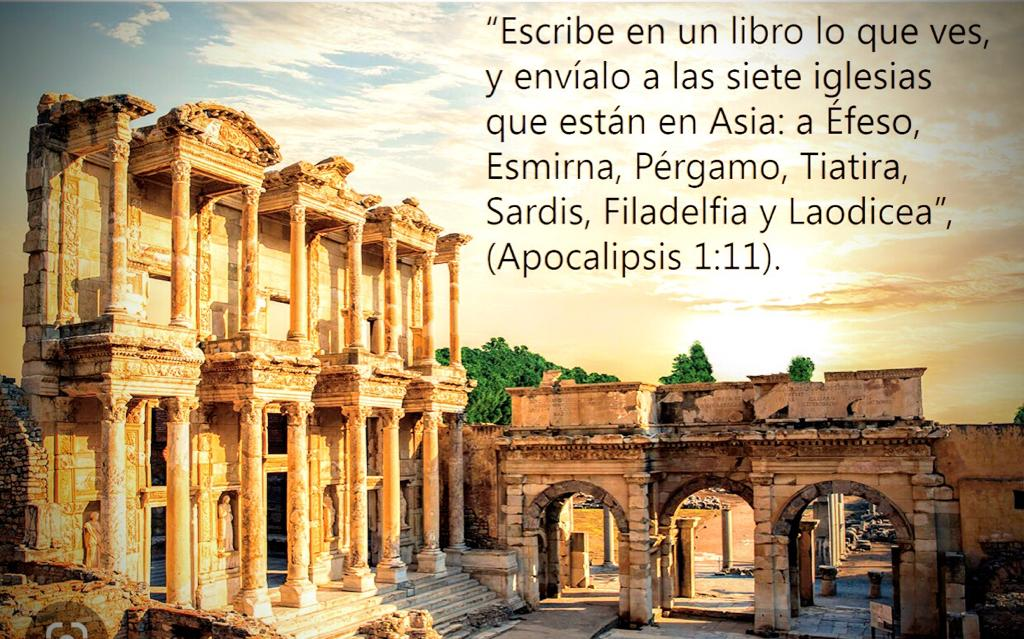 “Escribe en un libro lo que ves,
y envíalo a las siete iglesias
que están en Asia: a Éfeso,
Esmirna, Pérgamo, Tiatira,
Sardis, Filadelfia y Laodicea”,
(Apocalipsis 1:11).